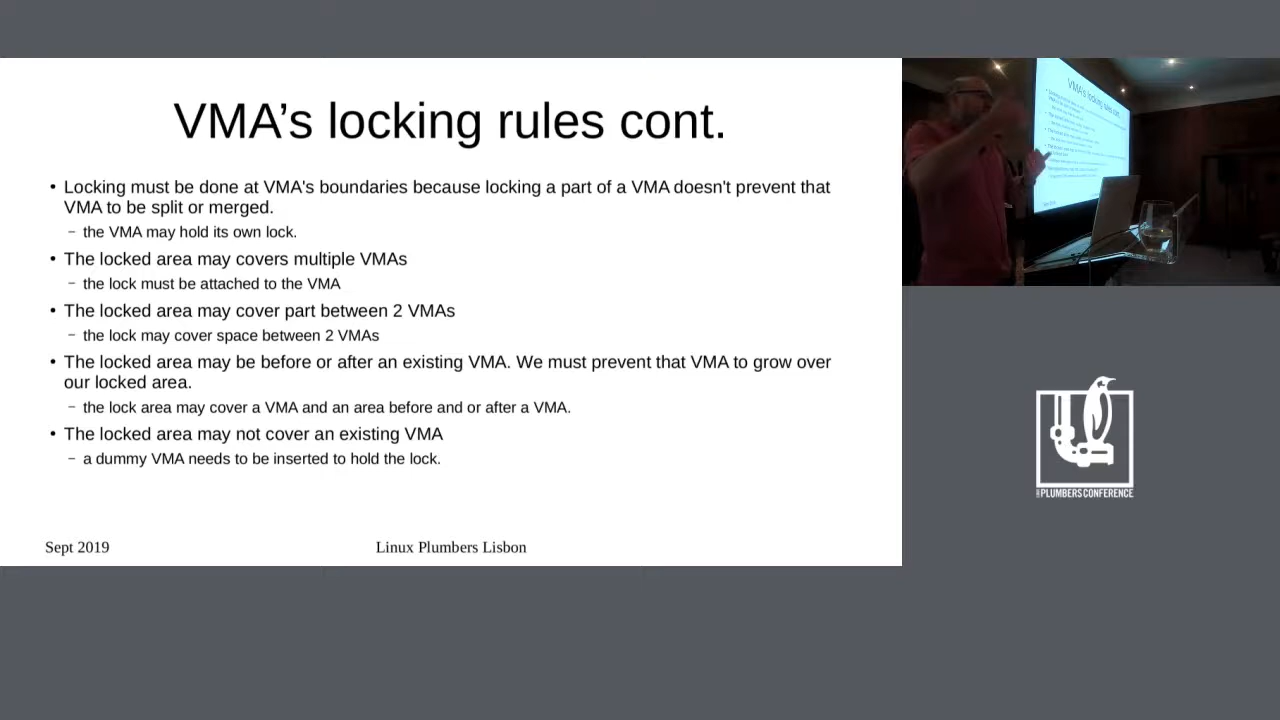 VMA’s locking rules cont.
• Locking must be done at VMA's boundaries because locking a part of a VMA doesn't prevent that
VMA to be split or merged.
– the VMA may hold its own lock.
• The locked area may covers multiple VMAs
– the lock must be attached to the VMA
• The locked area may cover part between 2 VMAs
– the lock may cover space between 2 VMAs
• The locked area may be before or after an existing VMA. We must prevent that VMA to grow over
our locked area.
– the lock area may cover a VMA and an area before and or after a VMA.
• The locked area may not cover an existing VMA
– a dummy VMA needs to be inserted to hold the lock.
Sept 2019
Linux Plumbers Lisbon
VMA's locking rules cont.
PLUMBERS CONFERENCE